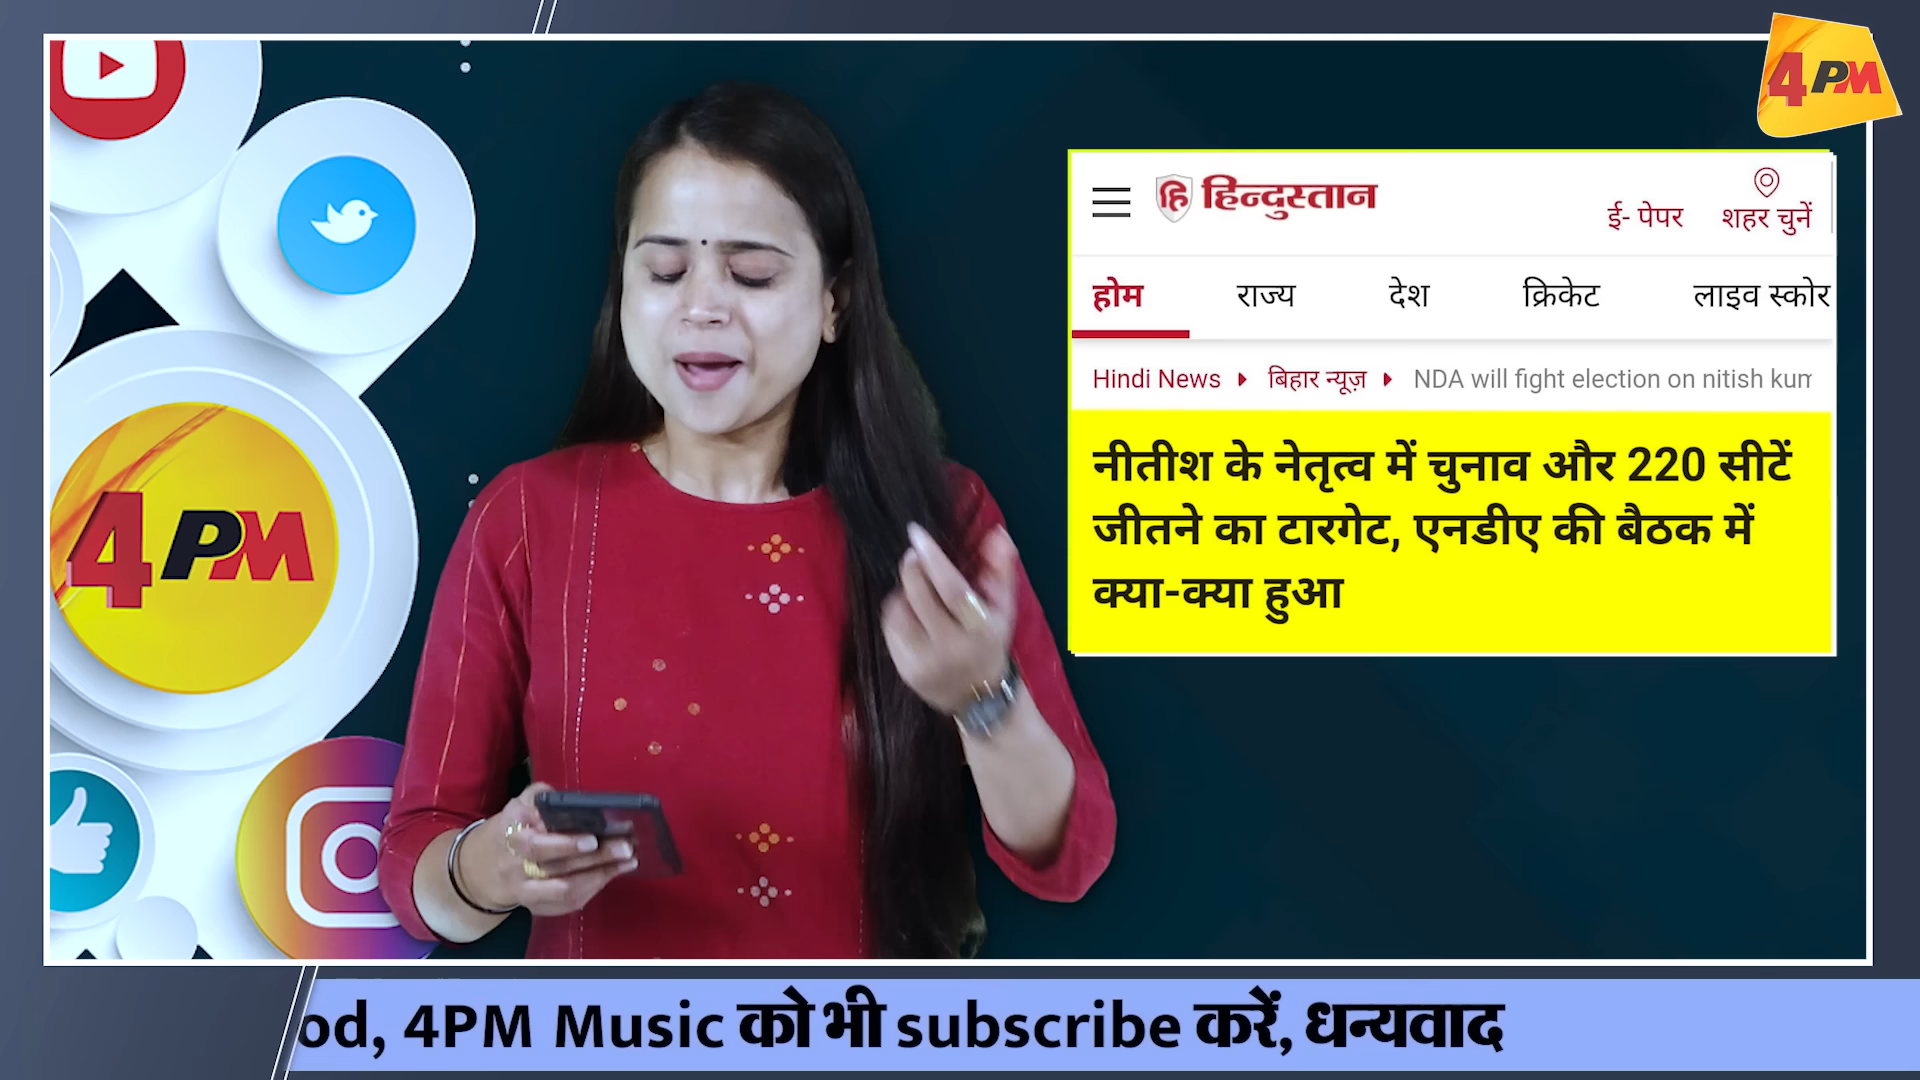 4PM
हि हिन्दुस्तान
ई- पेपर शहर चुनें
होम राज्य देश क्रिकेट लाइव स्कोर
Hindi News बिहार न्यूज़ NDA will fight election on nitish kum
नीतीश के नेतृत्व में चुनाव और 220 सीटें
जीतने का टारगेट, एनडीए की बैठक में
क्या-क्या हुआ
4PM
od, 4PM Music को भी subscribe करें, धन्यवाद